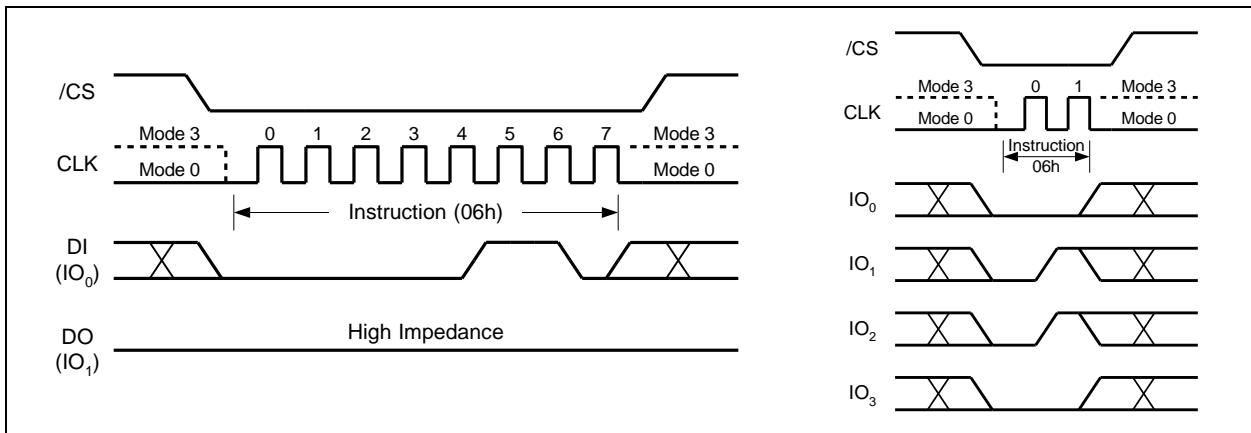 /CS
Mode 3 0 1 2 3 4 5 6 7 Mode 3
CLK
Mode 0 Mode 0
Instruction (06h)
DI
(IO0)
DO
(IO1)
High Impedance
/CS
Mode 3 0 1 Mode 3
CLK
Mode 0 Mode 0
Instruction
06h
IO0
IO1
IO2
IO3